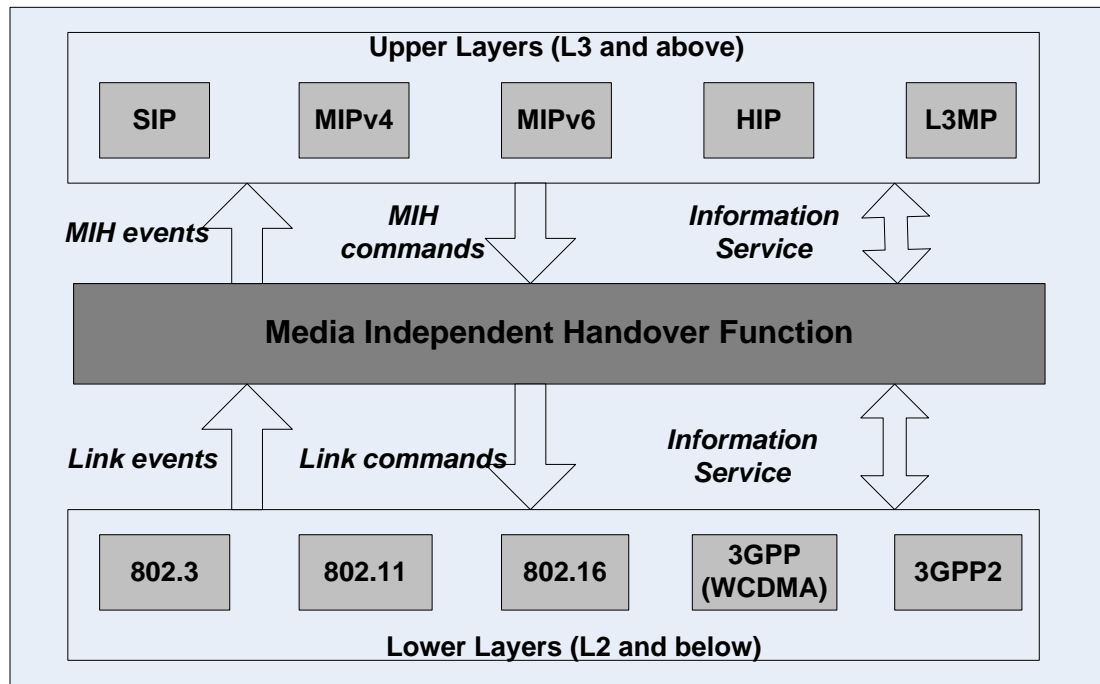 Upper Layers (L3 and above)
SIP
MIPv4
MIPv6
HIP
L3MP
MIH events
MIH
commands
Information
Service
Media Independent Handover Function
Link events
Link commands
Information
Service
802.3
802.11
802.16
3GPP
(WCDMA)
3GPP2
Lower Layers (L2 and below)